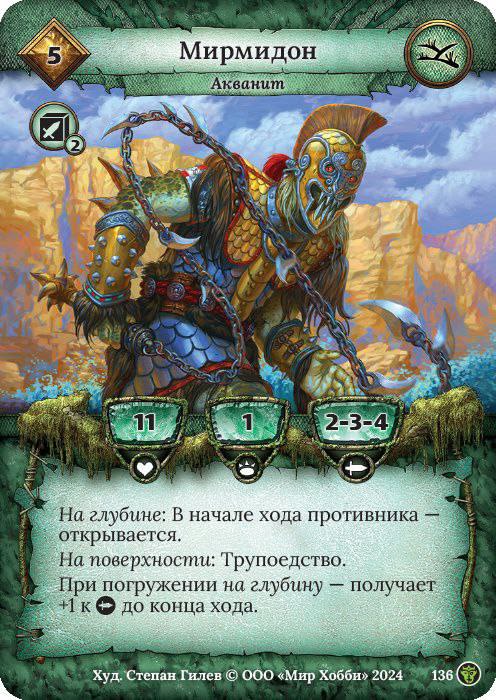 5
Мирмидон
Акванит
2
11
1
2-3-4
На глубине: В начале хода противника —
открывается.
На поверхности: Трупоедство.
При погружении на глубину — получает
+1 к до конца хода.
Худ. Степан Гилев © ООО «Мир Хобби» 2024
136